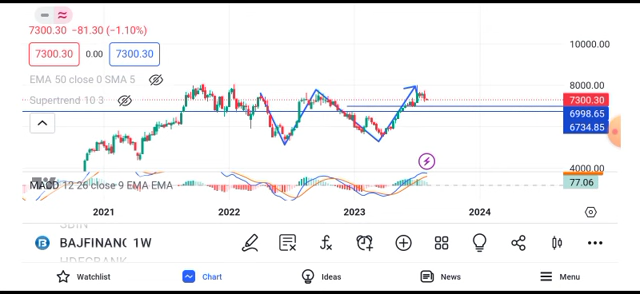 7300.30 −81.30 (−1.10%)
7300.30 0.00 7300.30
EMA 50 close 0 SMA 5
Supertrend 10 3
10000.00
8000.00
7300.30
6998.65
6734.85
4000.00
77.06
MACD 12 26 close 9 EMA EMA
2021 2022 2023 2024
SBIN
BAJFINANC 1W
HDFCBANK
Watchlist Chart Ideas News Menu